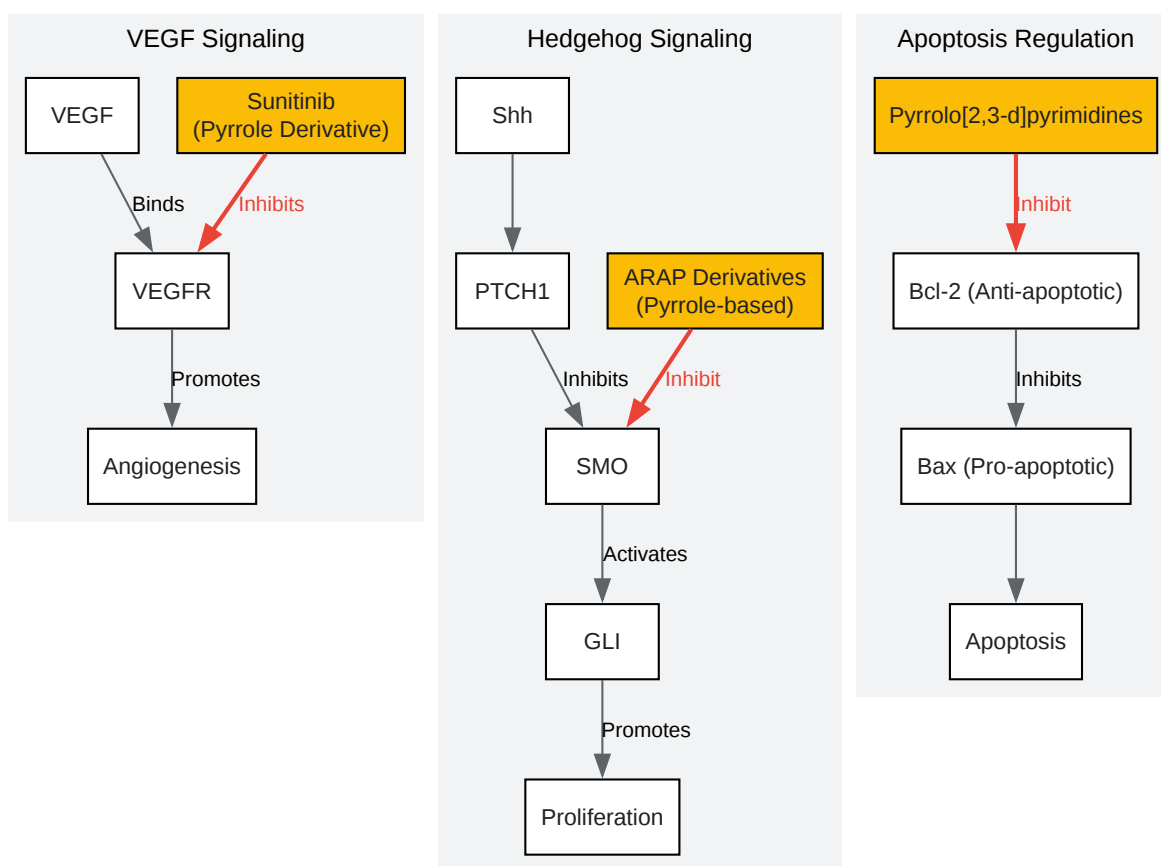 VEGF Signaling
VEGF
Sunitinib
(Pyrrole Derivative)
Binds
Inhibits
VEGFR
Promotes
Angiogenesis
Hedgehog Signaling
Shh
PTCH1
ARAP Derivatives
(Pyrrole-based)
Inhibits
Inhibit
SMO
Activates
GLI
Promotes
Proliferation
Apoptosis Regulation
Pyrrolo[2,3-d]pyrimidines
Inhibit
Bcl-2 (Anti-apoptotic)
Inhibits
Bax (Pro-apoptotic)
Apoptosis